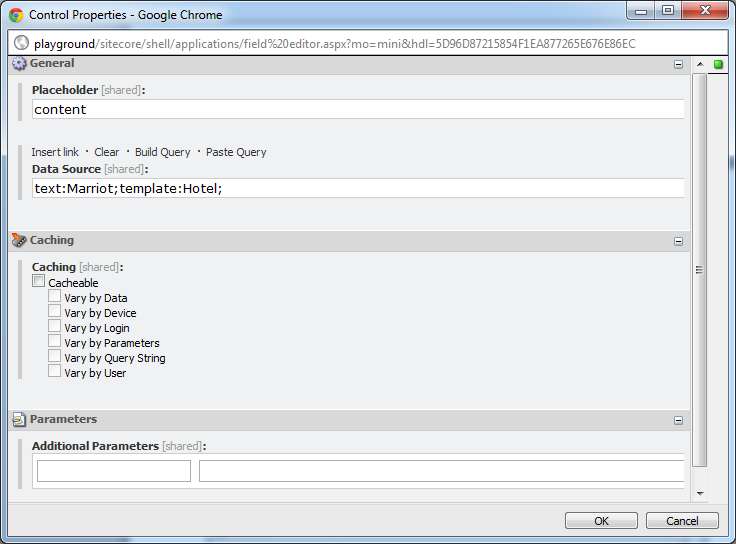 Control Properties - Google Chrome
playground/sitecore/shell/applications/field%20editor.aspx?mo=mini&hdl=5D96D87215854F1EA877265E676E86EC
General
Placeholder [shared]:
content
Insert link · Clear · Build Query · Paste Query
Data Source [shared]:
text:Marriot;template:Hotel;
Caching
Caching [shared]:
Cacheable
Vary by Data
Vary by Device
Vary by Login
Vary by Parameters
Vary by Query String
Vary by User
Parameters
Additional Parameters [shared]:
OK Cancel